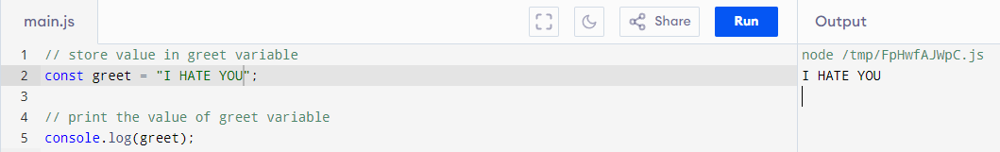 main.js
Share
Run
Output
1 // store value in greet variable
2 const greet = "I HATE YOU";
3
4 // print the value of greet variable
5 console.log(greet);
node /tmp/FpHwfAJWpC.js
I HATE YOU